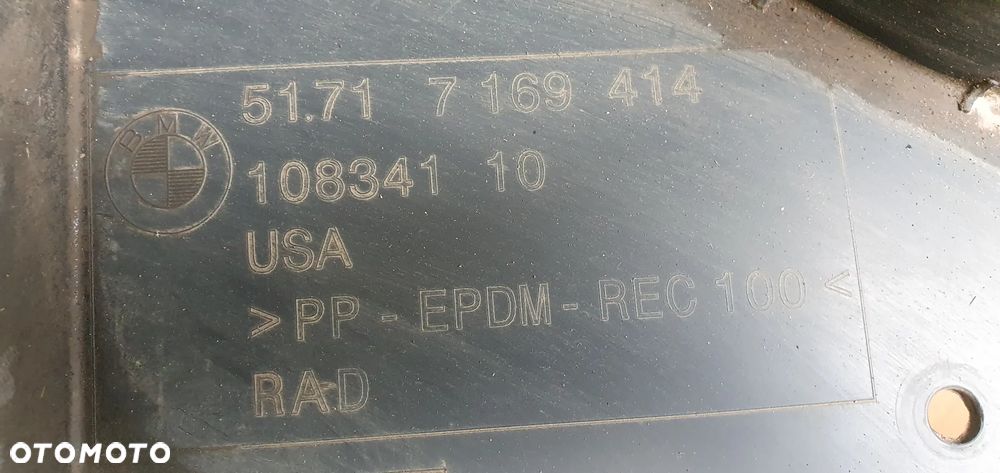 51.71 7 169 414
BMW
108341 10
USA
>PP - EPDM - REC 100<
RAD
OTOMOTO